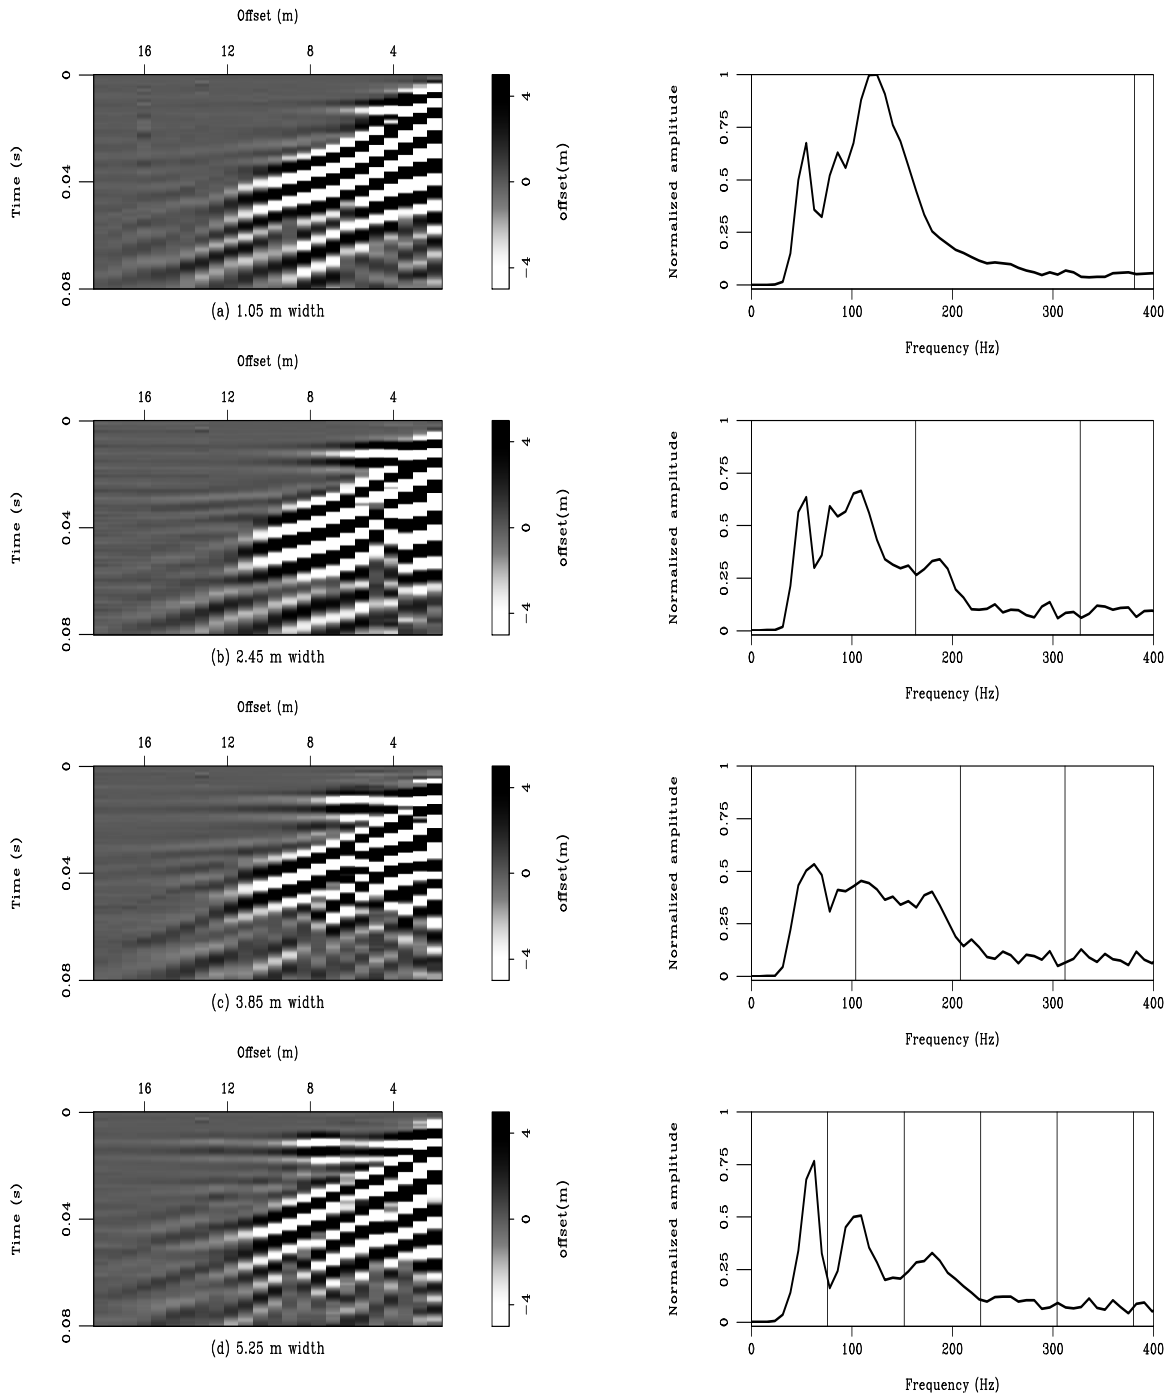 Offset (m)
16 12 8 4
Time (s)
0 0.04 0.08
4 0 −4
offset(m)
(a) 1.05 m width
Normalized amplitude
1 0.75 0.5 0.25 0
0 100 200 300 400
Frequency (Hz)
Offset (m)
16 12 8 4
Time (s)
0 0.04 0.08
4 0 −4
offset(m)
(b) 2.45 m width
Normalized amplitude
1 0.75 0.5 0.25 0
0 100 200 300 400
Frequency (Hz)
Offset (m)
16 12 8 4
Time (s)
0 0.04 0.08
4 0 −4
offset(m)
(c) 3.85 m width
Normalized amplitude
1 0.75 0.5 0.25 0
0 100 200 300 400
Frequency (Hz)
Offset (m)
16 12 8 4
Time (s)
0 0.04 0.08
4 0 −4
offset(m)
(d) 5.25 m width
Normalized amplitude
1 0.75 0.5 0.25 0
0 100 200 300 400
Frequency (Hz)